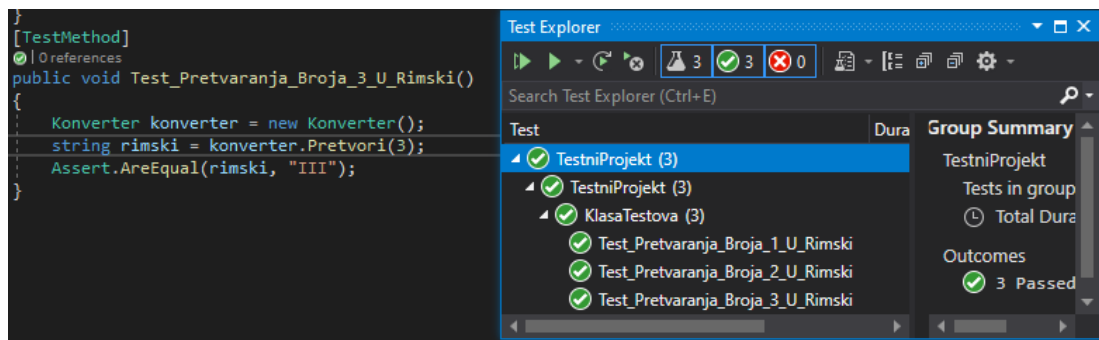 }
[TestMethod]
0 references
public void Test_Pretvaranja_Broja_3_U_Rimski()
{
Konverter konverter = new Konverter();
string rimski = konverter.Pretvori(3);
Assert.AreEqual(rimski, "III");
}
Test Explorer
3 3 0
Search Test Explorer (Ctrl+E)
Test Dura
TestniProjekt (3)
TestniProjekt (3)
KlasaTestova (3)
Test_Pretvaranja_Broja_1_U_Rimski
Test_Pretvaranja_Broja_2_U_Rimski
Test_Pretvaranja_Broja_3_U_Rimski
Group Summary
TestniProjekt
Tests in group
Total Dura
Outcomes
3 Passed